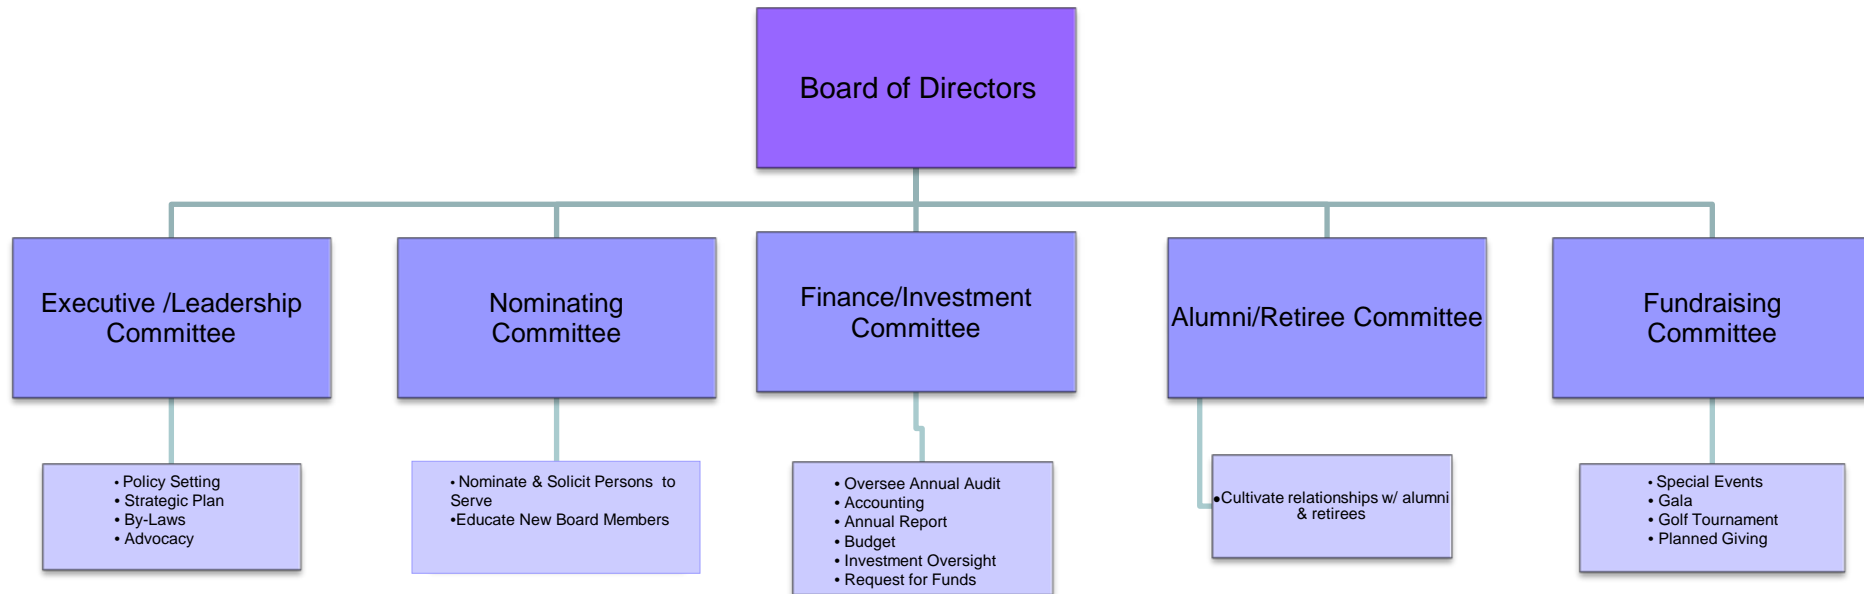 Board of Directors
Executive /Leadership
Committee
Nominating
Committee
Finance/Investment
Committee
Alumni/Retiree Committee
Fundraising
Committee
• Policy Setting
• Strategic Plan
• By-Laws
• Advocacy
• Nominate & Solicit Persons to
Serve
•Educate New Board Members
• Oversee Annual Audit
• Accounting
• Annual Report
• Budget
• Investment Oversight
• Request for Funds
•Cultivate relationships w/ alumni
& retirees
• Special Events
• Gala
• Golf Tournament
• Planned Giving